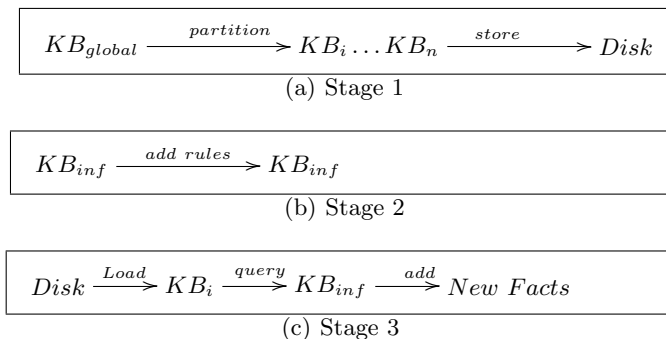 KB_global partition KB_i ... KB_n store Disk
(a) Stage 1
KB_inf add rules KB_inf
(b) Stage 2
Disk Load KB_i query KB_inf add New Facts
(c) Stage 3